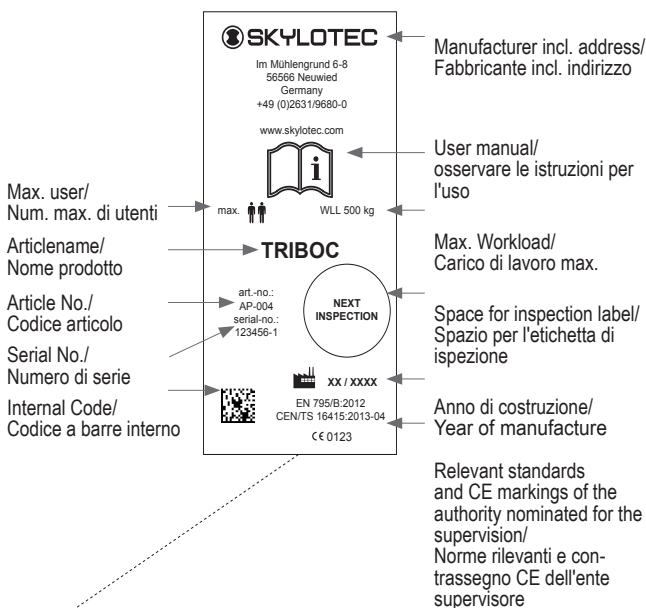 SKYLOTEC
Im Mühlengrund 6-8
56566 Neuwied
Germany
+49 (0)2631/9680-0
www.skylotec.com
i
max.
WLL 500 kg
TRIBOC
art.-no.:
AP-004
serial-no.:
123456-1
NEXT
INSPECTION
XX / XXXX
EN 795/B:2012
CEN/TS 16415:2013-04
CE 0123
Max. user/
Num. max. di utenti
Articlename/
Nome prodotto
Article No./
Codice articolo
Serial No./
Numero di serie
Internal Code/
Codice a barre interno
Manufacturer incl. address/
Fabbricante incl. indirizzo
User manual/
osservare le istruzioni per
l'uso
Max. Workload/
Carico di lavoro max.
Space for inspection label/
Spazio per l'etichetta di
ispezione
Anno di costruzione/
Year of manufacture
Relevant standards
and CE markings of the
authority nominated for the
supervision/
Norme rilevanti e con-
trassegno CE dell'ente
supervisore